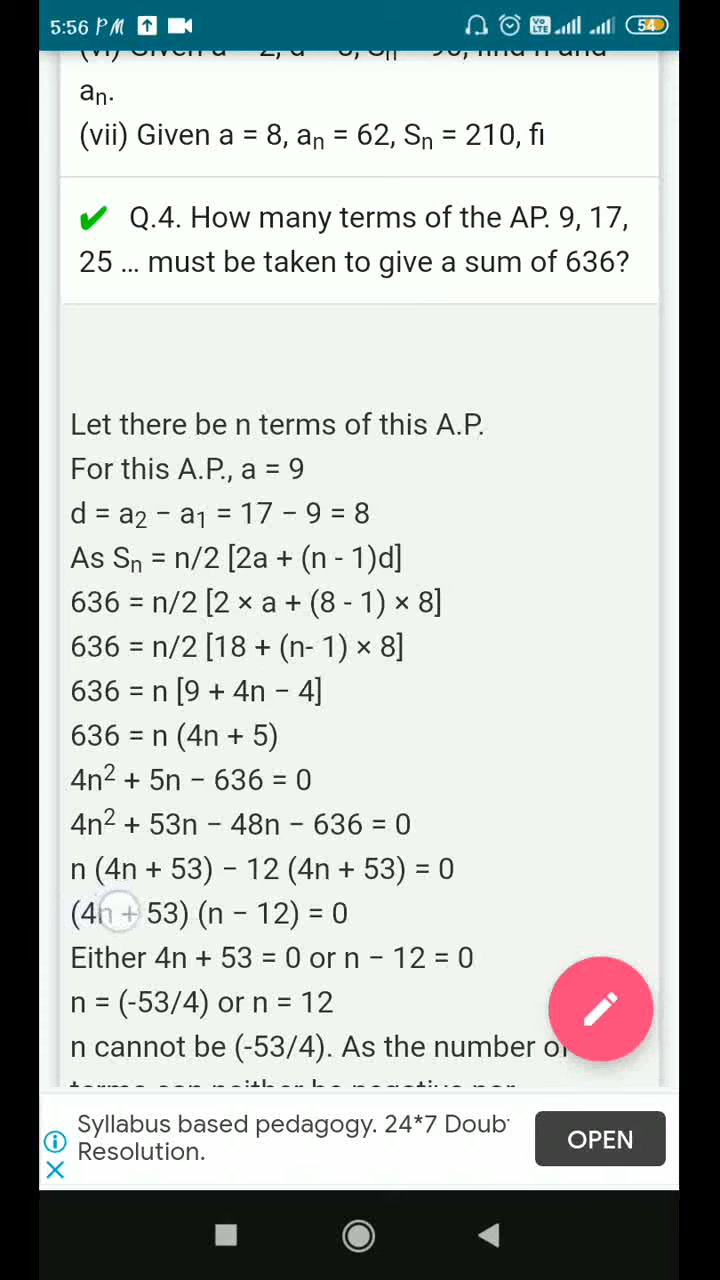 5:56 PM
54
an.
(vii) Given a = 8, an = 62, Sn = 210, fi
Q.4. How many terms of the AP. 9, 17,
25 ... must be taken to give a sum of 636?
Let there be n terms of this A.P.
For this A.P., a = 9
d = a2 − a1 = 17 − 9 = 8
As Sn = n/2 [2a + (n - 1)d]
636 = n/2 [2 × a + (8 - 1) × 8]
636 = n/2 [18 + (n- 1) × 8]
636 = n [9 + 4n − 4]
636 = n (4n + 5)
4n2 + 5n − 636 = 0
4n2 + 53n − 48n − 636 = 0
n (4n + 53) − 12 (4n + 53) = 0
(4n + 53) (n − 12) = 0
Either 4n + 53 = 0 or n − 12 = 0
n = (-53/4) or n = 12
n cannot be (-53/4). As the number of
Syllabus based pedagogy. 24*7 Doub
Resolution.
OPEN